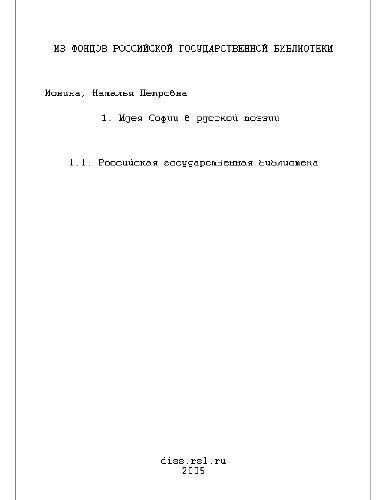 ИЗ ФОНДОВ РОССИЙСКОЙ ГОСУДАРСТВЕННОЙ БИБЛИОТЕКИ
Ионина, Наталья Петровна
1. Идея Софии в русской поэзии
1.1. Российская государственная библиотека
diss.rsl.ru
2005